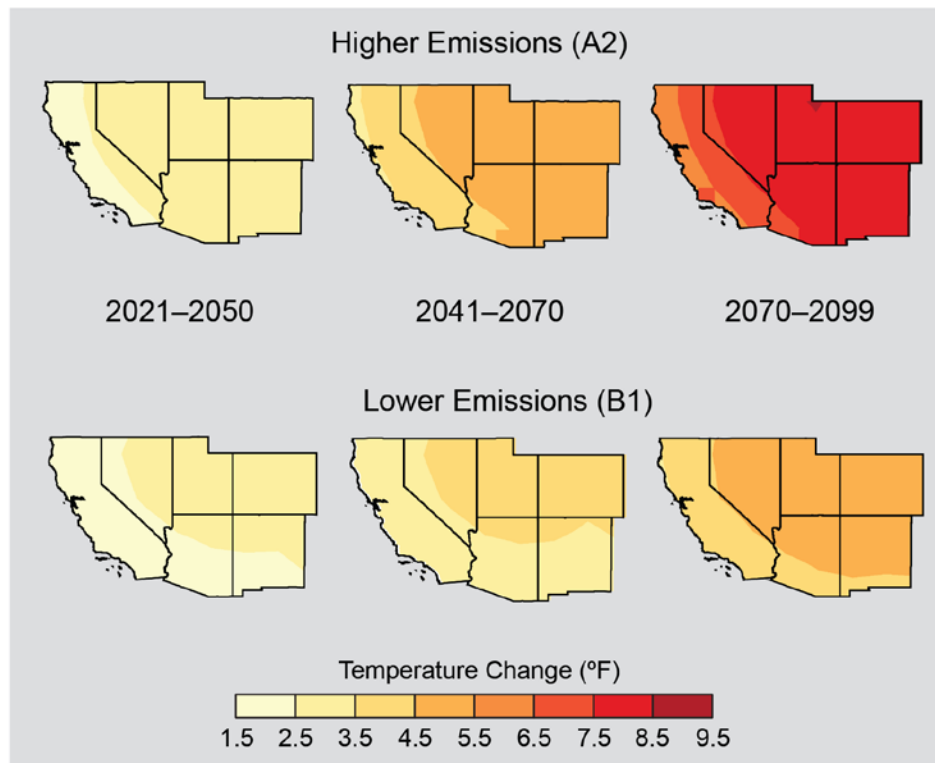 Higher Emissions (A2)
2021–2050 2041–2070 2070–2099
Lower Emissions (B1)
Temperature Change (ºF)
1.5 2.5 3.5 4.5 5.5 6.5 7.5 8.5 9.5